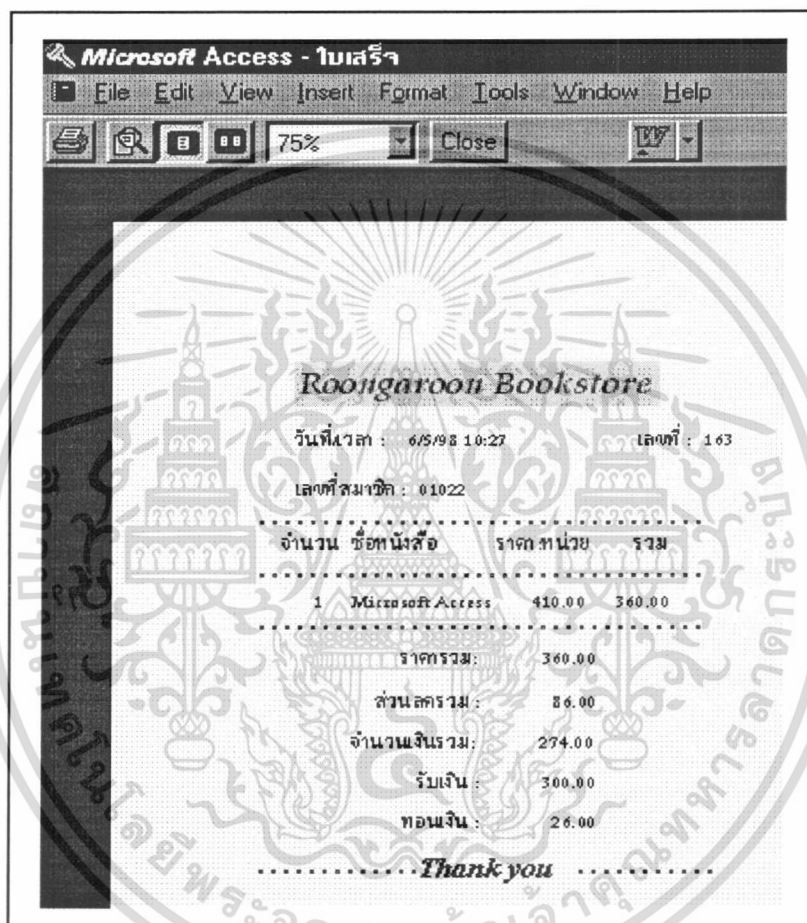 Microsoft Access - ใบเสร็จ
File Edit View Insert Format Tools Window Help
75% Close
Roongaroon Bookstore
วันที่/เวลา : 6/5/98 10:27 เลขที่ : 163
เลขที่สมาชิก : 01022
จำนวน ชื่อหนังสือ ราคา/หน่วย รวม
1 Microsoft Access 410.00 360.00
ราคารวม: 360.00
ส่วนลดรวม : 86.00
จำนวนเงินรวม: 274.00
รับเงิน : 300.00
ทอนเงิน : 26.00
Thank you